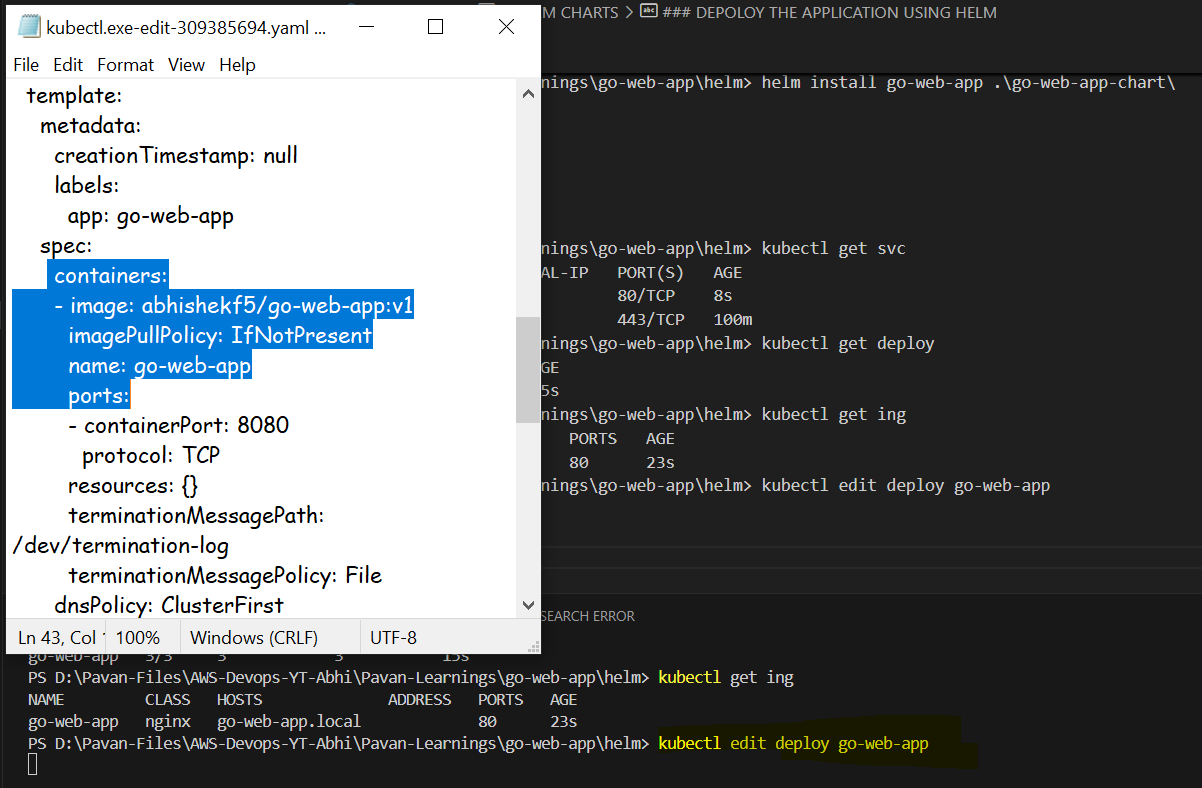 kubectl.exe-edit-309385694.yaml ...
File Edit Format View Help
template:
metadata:
creationTimestamp: null
labels:
app: go-web-app
spec:
containers:
- image: abhishekf5/go-web-app:v1
imagePullPolicy: IfNotPresent
name: go-web-app
ports:
- containerPort: 8080
protocol: TCP
resources: {}
terminationMessagePath:
/dev/termination-log
terminationMessagePolicy: File
dnsPolicy: ClusterFirst
Ln 43, Col 100% Windows (CRLF) UTF-8
M CHARTS > abc ### DEPOLOY THE APPLICATION USING HELM
nings\go-web-app\helm> helm install go-web-app .\go-web-app-chart\
nings\go-web-app\helm> kubectl get svc
AL-IP PORT(S) AGE
80/TCP 8s
443/TCP 100m
nings\go-web-app\helm> kubectl get deploy
GE
5s
nings\go-web-app\helm> kubectl get ing
PORTS AGE
80 23s
nings\go-web-app\helm> kubectl edit deploy go-web-app
SEARCH ERROR
go-web-app 3/3 3 3 15s
PS D:\Pavan-Files\AWS-Devops-YT-Abhi\Pavan-Learnings\go-web-app\helm> kubectl get ing
NAME CLASS HOSTS ADDRESS PORTS AGE
go-web-app nginx go-web-app.local 80 23s
PS D:\Pavan-Files\AWS-Devops-YT-Abhi\Pavan-Learnings\go-web-app\helm> kubectl edit deploy go-web-app